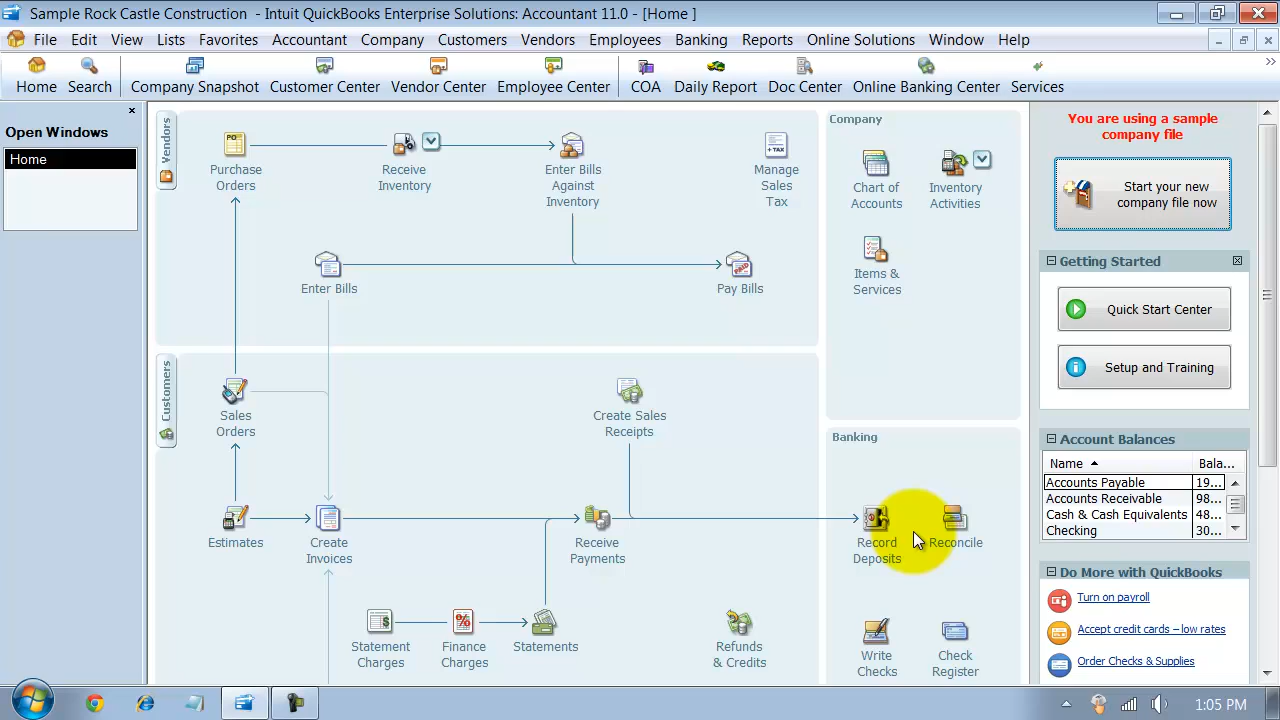 Sample Rock Castle Construction - Intuit QuickBooks Enterprise Solutions: Accountant 11.0 - [Home ]
File Edit View Lists Favorites Accountant Company Customers Vendors Employees Banking Reports Online Solutions Window Help
Home Search Company Snapshot Customer Center Vendor Center Employee Center COA Daily Report Doc Center Online Banking Center Services
Open Windows
Home
Vendors
PO
Purchase
Orders
Receive
Inventory
Enter Bills
Against
Inventory
+ TAX
Manage
Sales
Tax
Enter Bills
PAID
Pay Bills
Customers
Sales
Orders
Create Sales
Receipts
Estimates
Create
Invoices
Receive
Payments
Statement
Charges
Finance
Charges
Statements
Refunds
& Credits
Company
Chart of
Accounts
Inventory
Activities
Items &
Services
Banking
Record
Deposits
Reconcile
Write
Checks
Check
Register
You are using a sample
company file
Start your new
company file now
Getting Started
Quick Start Center
Setup and Training
Account Balances
Name Bala...
Accounts Payable 19...
Accounts Receivable 98...
Cash & Cash Equivalents 48...
Checking 30...
Do More with QuickBooks
Turn on payroll
Accept credit cards – low rates
Order Checks & Supplies
1:05 PM